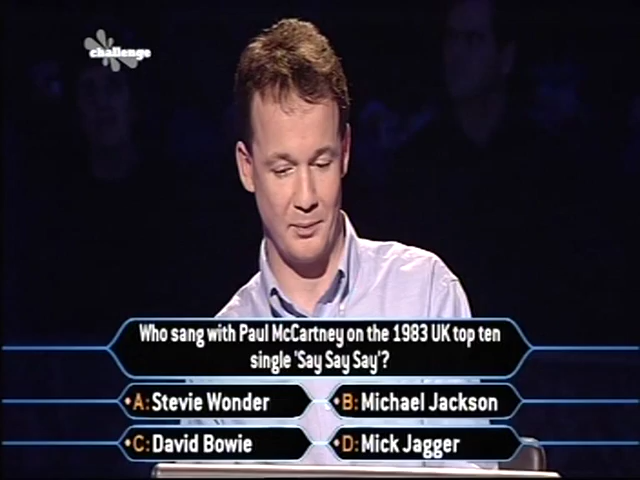 challenge
Who sang with Paul McCartney on the 1983 UK top ten
single 'Say Say Say'?
A: Stevie Wonder
B: Michael Jackson
C: David Bowie
D: Mick Jagger